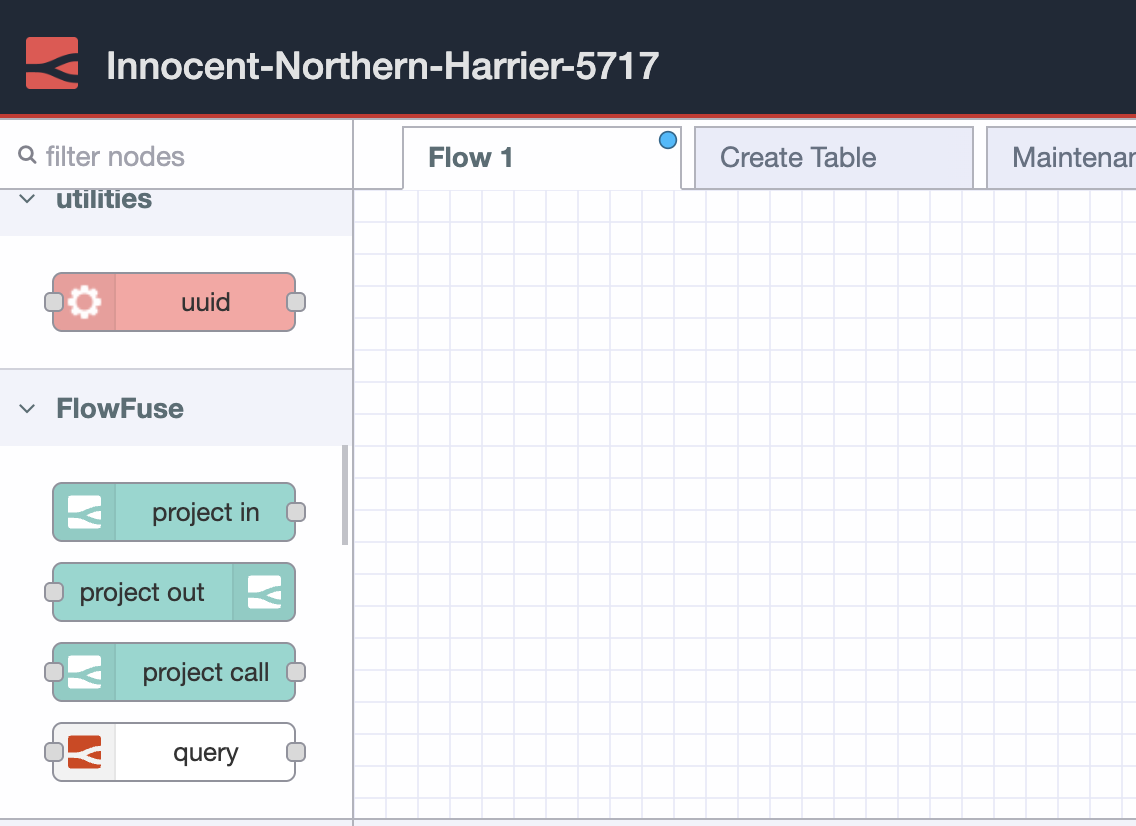 Innocent-Northern-Harrier-5717
filter nodes
Flow 1
Create Table
Maintenar
utilities
uuid
FlowFuse
project in
project out
project call
query